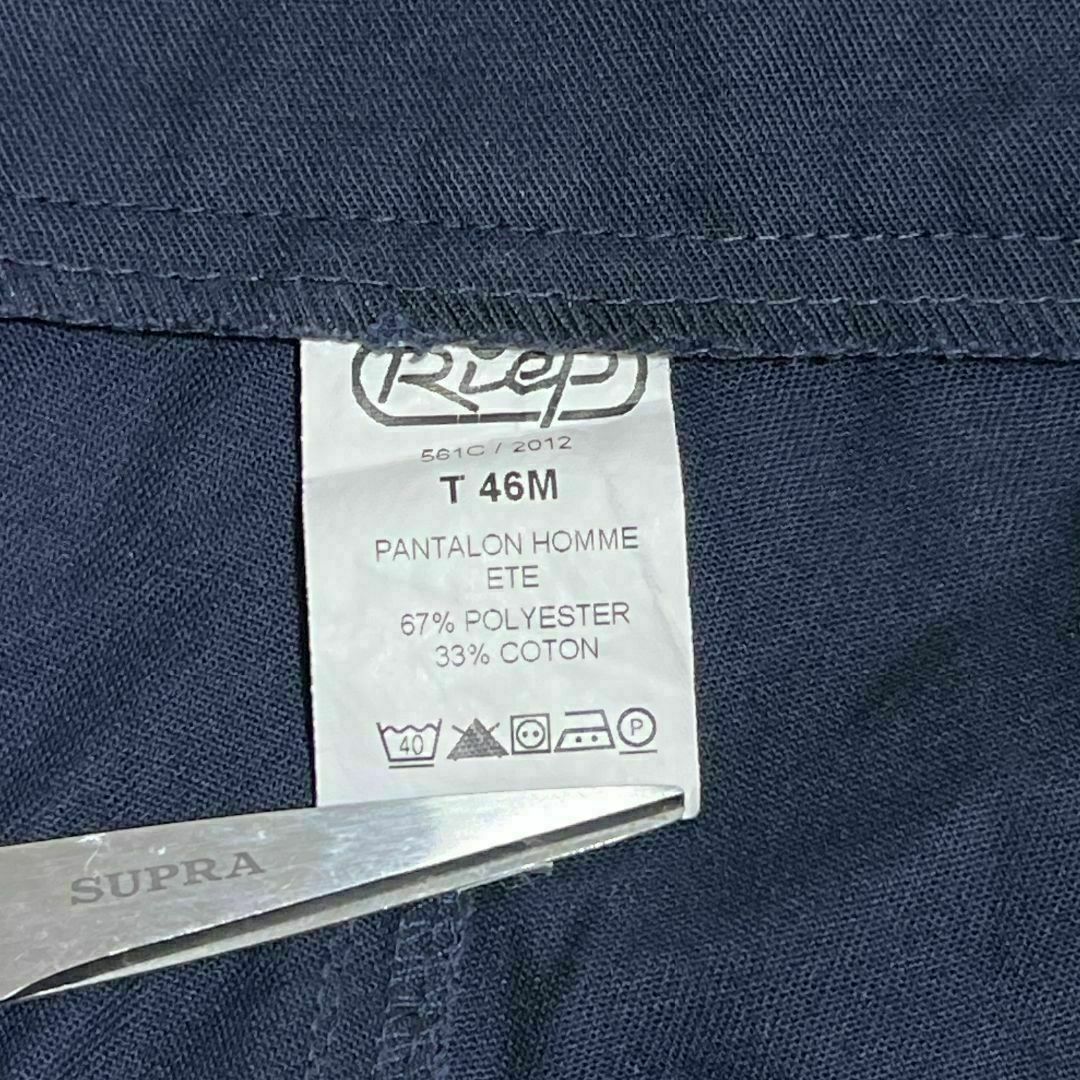 Riep
561C / 2012
T 46M
PANTALON HOMME
ETE
67% POLYESTER
33% COTON
40 P
SUPRA